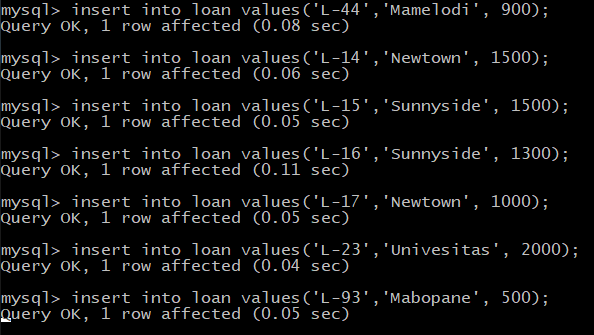 mysql> insert into loan values('L-44','Mamelodi', 900);
Query OK, 1 row affected (0.08 sec)
mysql> insert into loan values('L-14','Newtown', 1500);
Query OK, 1 row affected (0.06 sec)
mysql> insert into loan values('L-15','Sunnyside', 1500);
Query OK, 1 row affected (0.05 sec)
mysql> insert into loan values('L-16','Sunnyside', 1300);
Query OK, 1 row affected (0.11 sec)
mysql> insert into loan values('L-17','Newtown', 1000);
Query OK, 1 row affected (0.05 sec)
mysql> insert into loan values('L-23','Univesitas', 2000);
Query OK, 1 row affected (0.04 sec)
mysql> insert into loan values('L-93','Mabopane', 500);
Query OK, 1 row affected (0.05 sec)